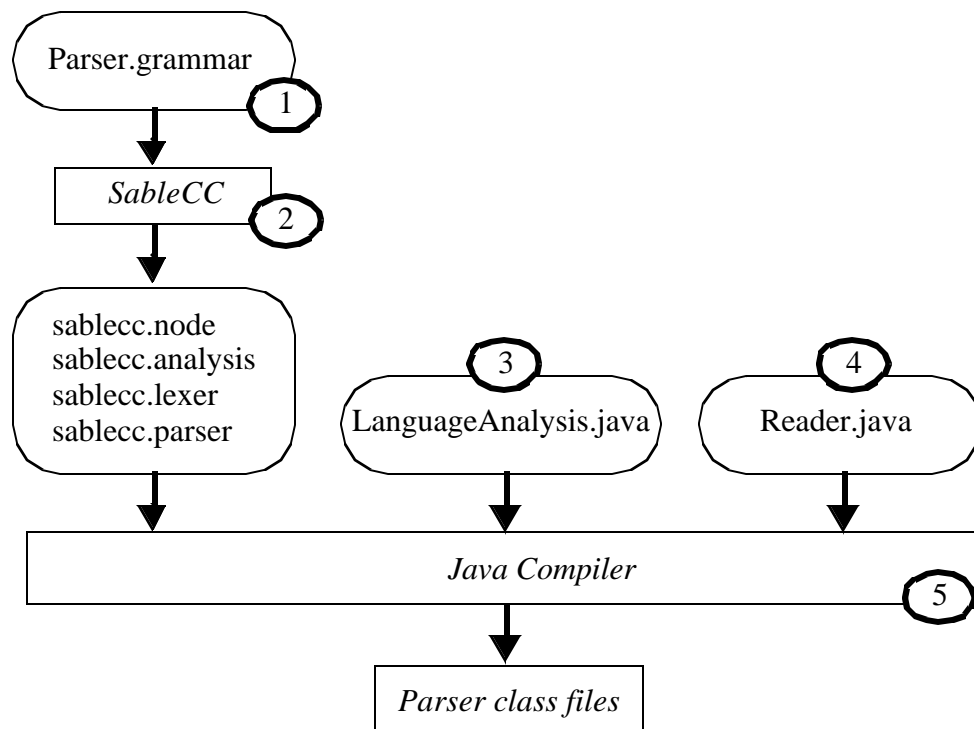 Parser.grammar
1
SableCC
2
sablecc.node
sablecc.analysis
sablecc.lexer
sablecc.parser
3
LanguageAnalysis.java
4
Reader.java
Java Compiler
5
Parser class files